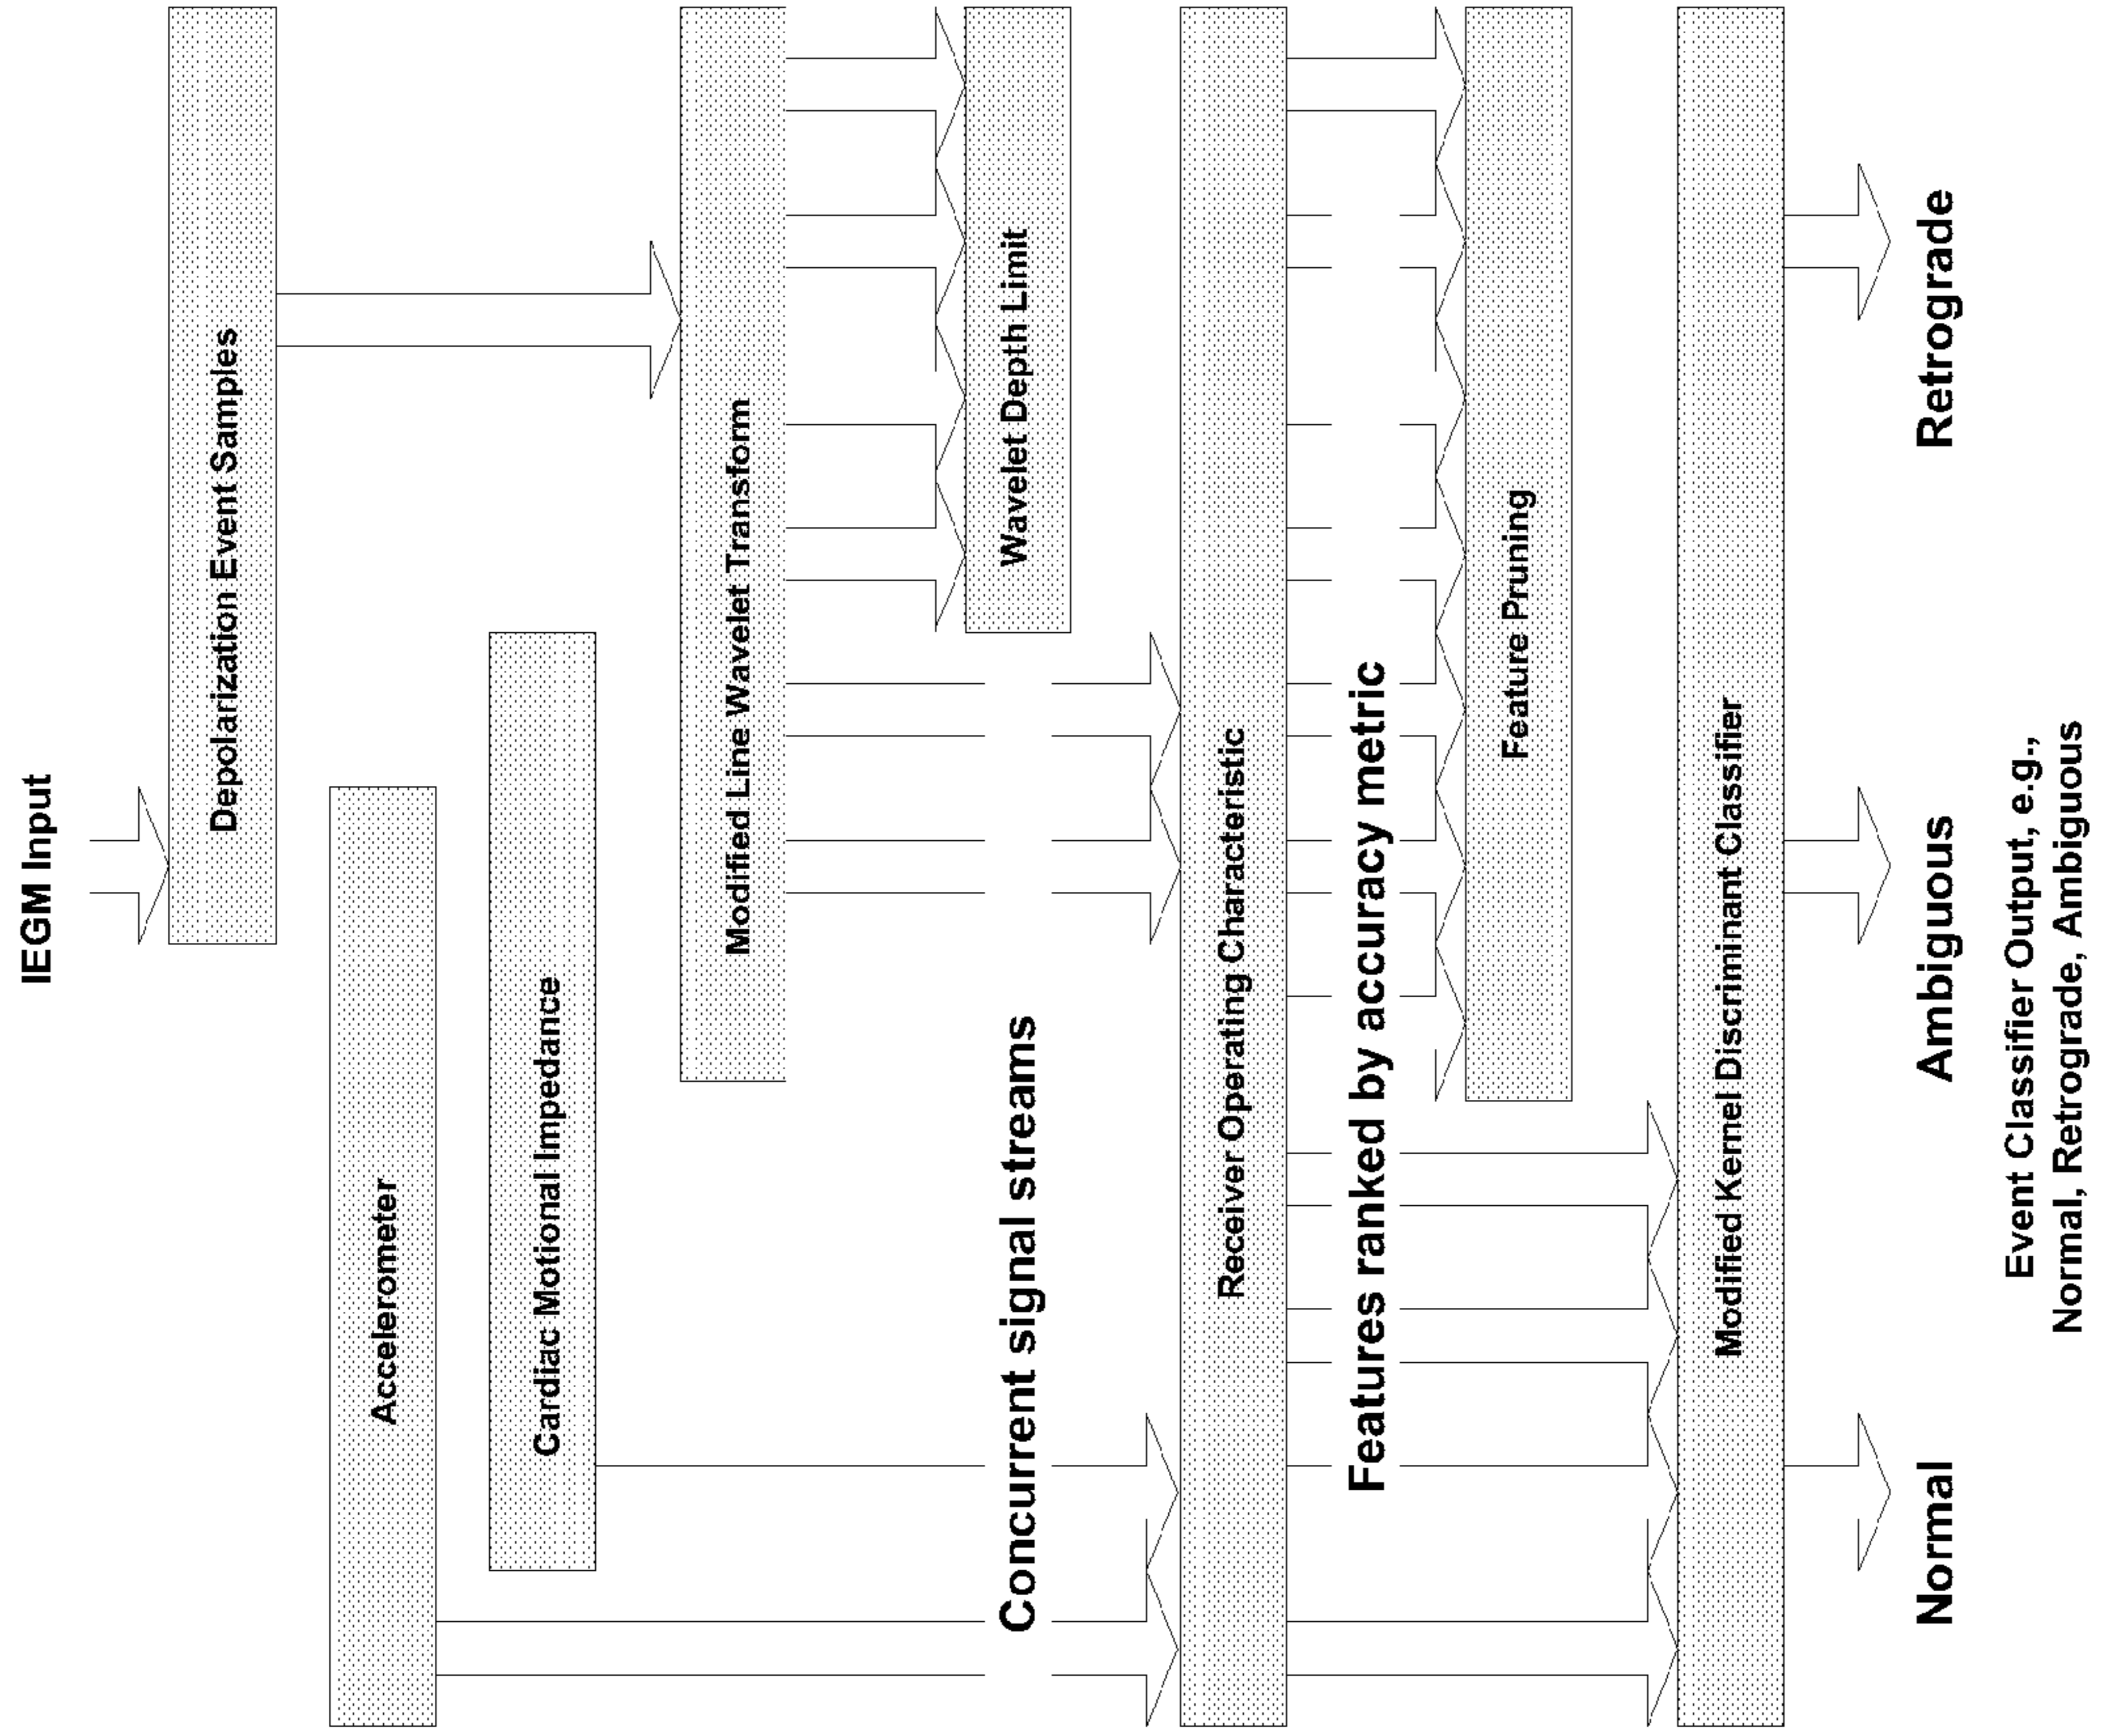 IEGM Input
Depolarization Event Samples
Accelerometer
Cardiac Motional Impedance
Modified Line Wavelet Transform
Wavelet Depth Limit
Concurrent signal streams
Receiver Operating Characteristic
Features ranked by accuracy metric
Feature Pruning
Modified Kernel Discriminant Classifier
Normal
Ambiguous
Retrograde
Event Classifier Output, e.g.,
Normal, Retrograde, Ambiguous